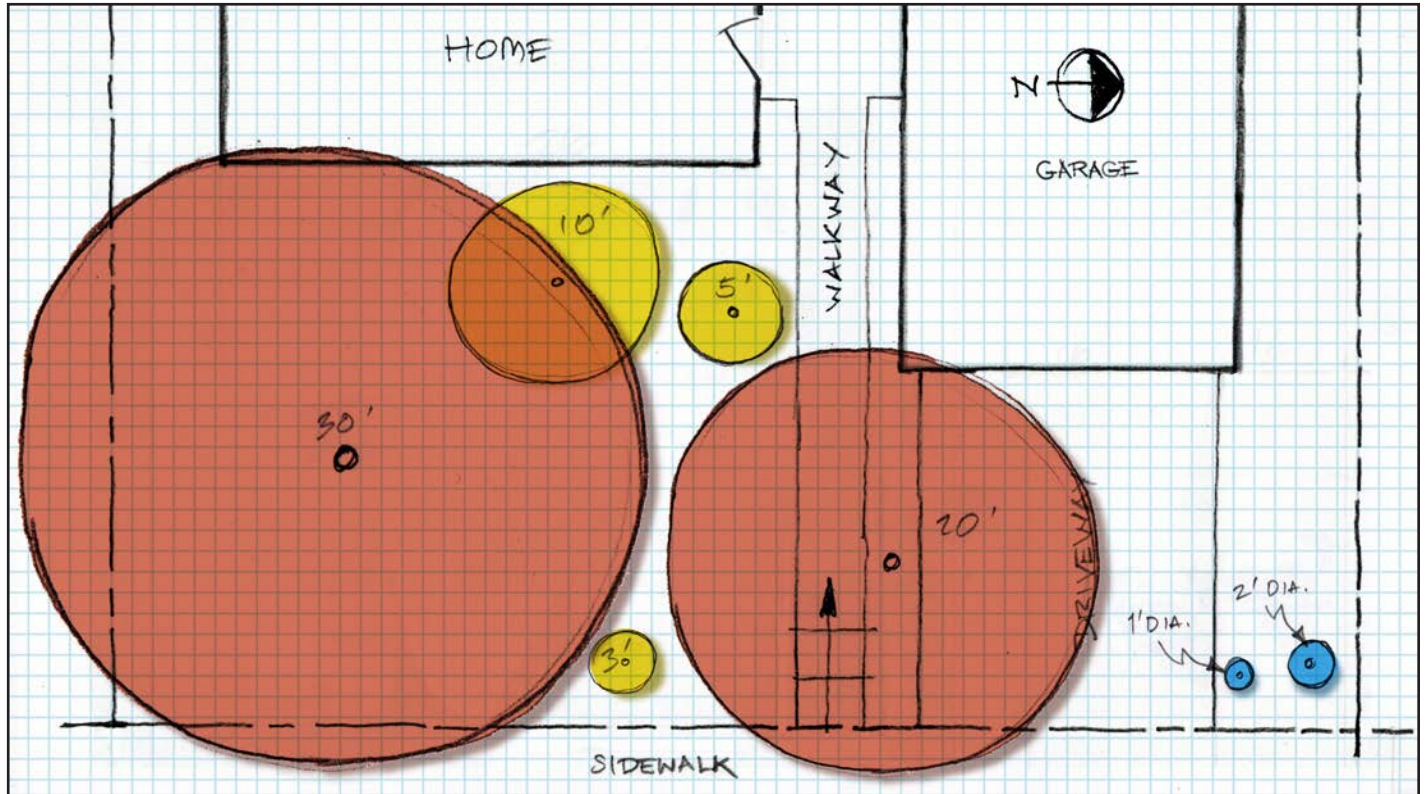 HOME
N
GARAGE
WALKWAY
10'
5'
30'
20'
DRIVEWAY
2' DIA.
1' DIA.
3'
SIDEWALK